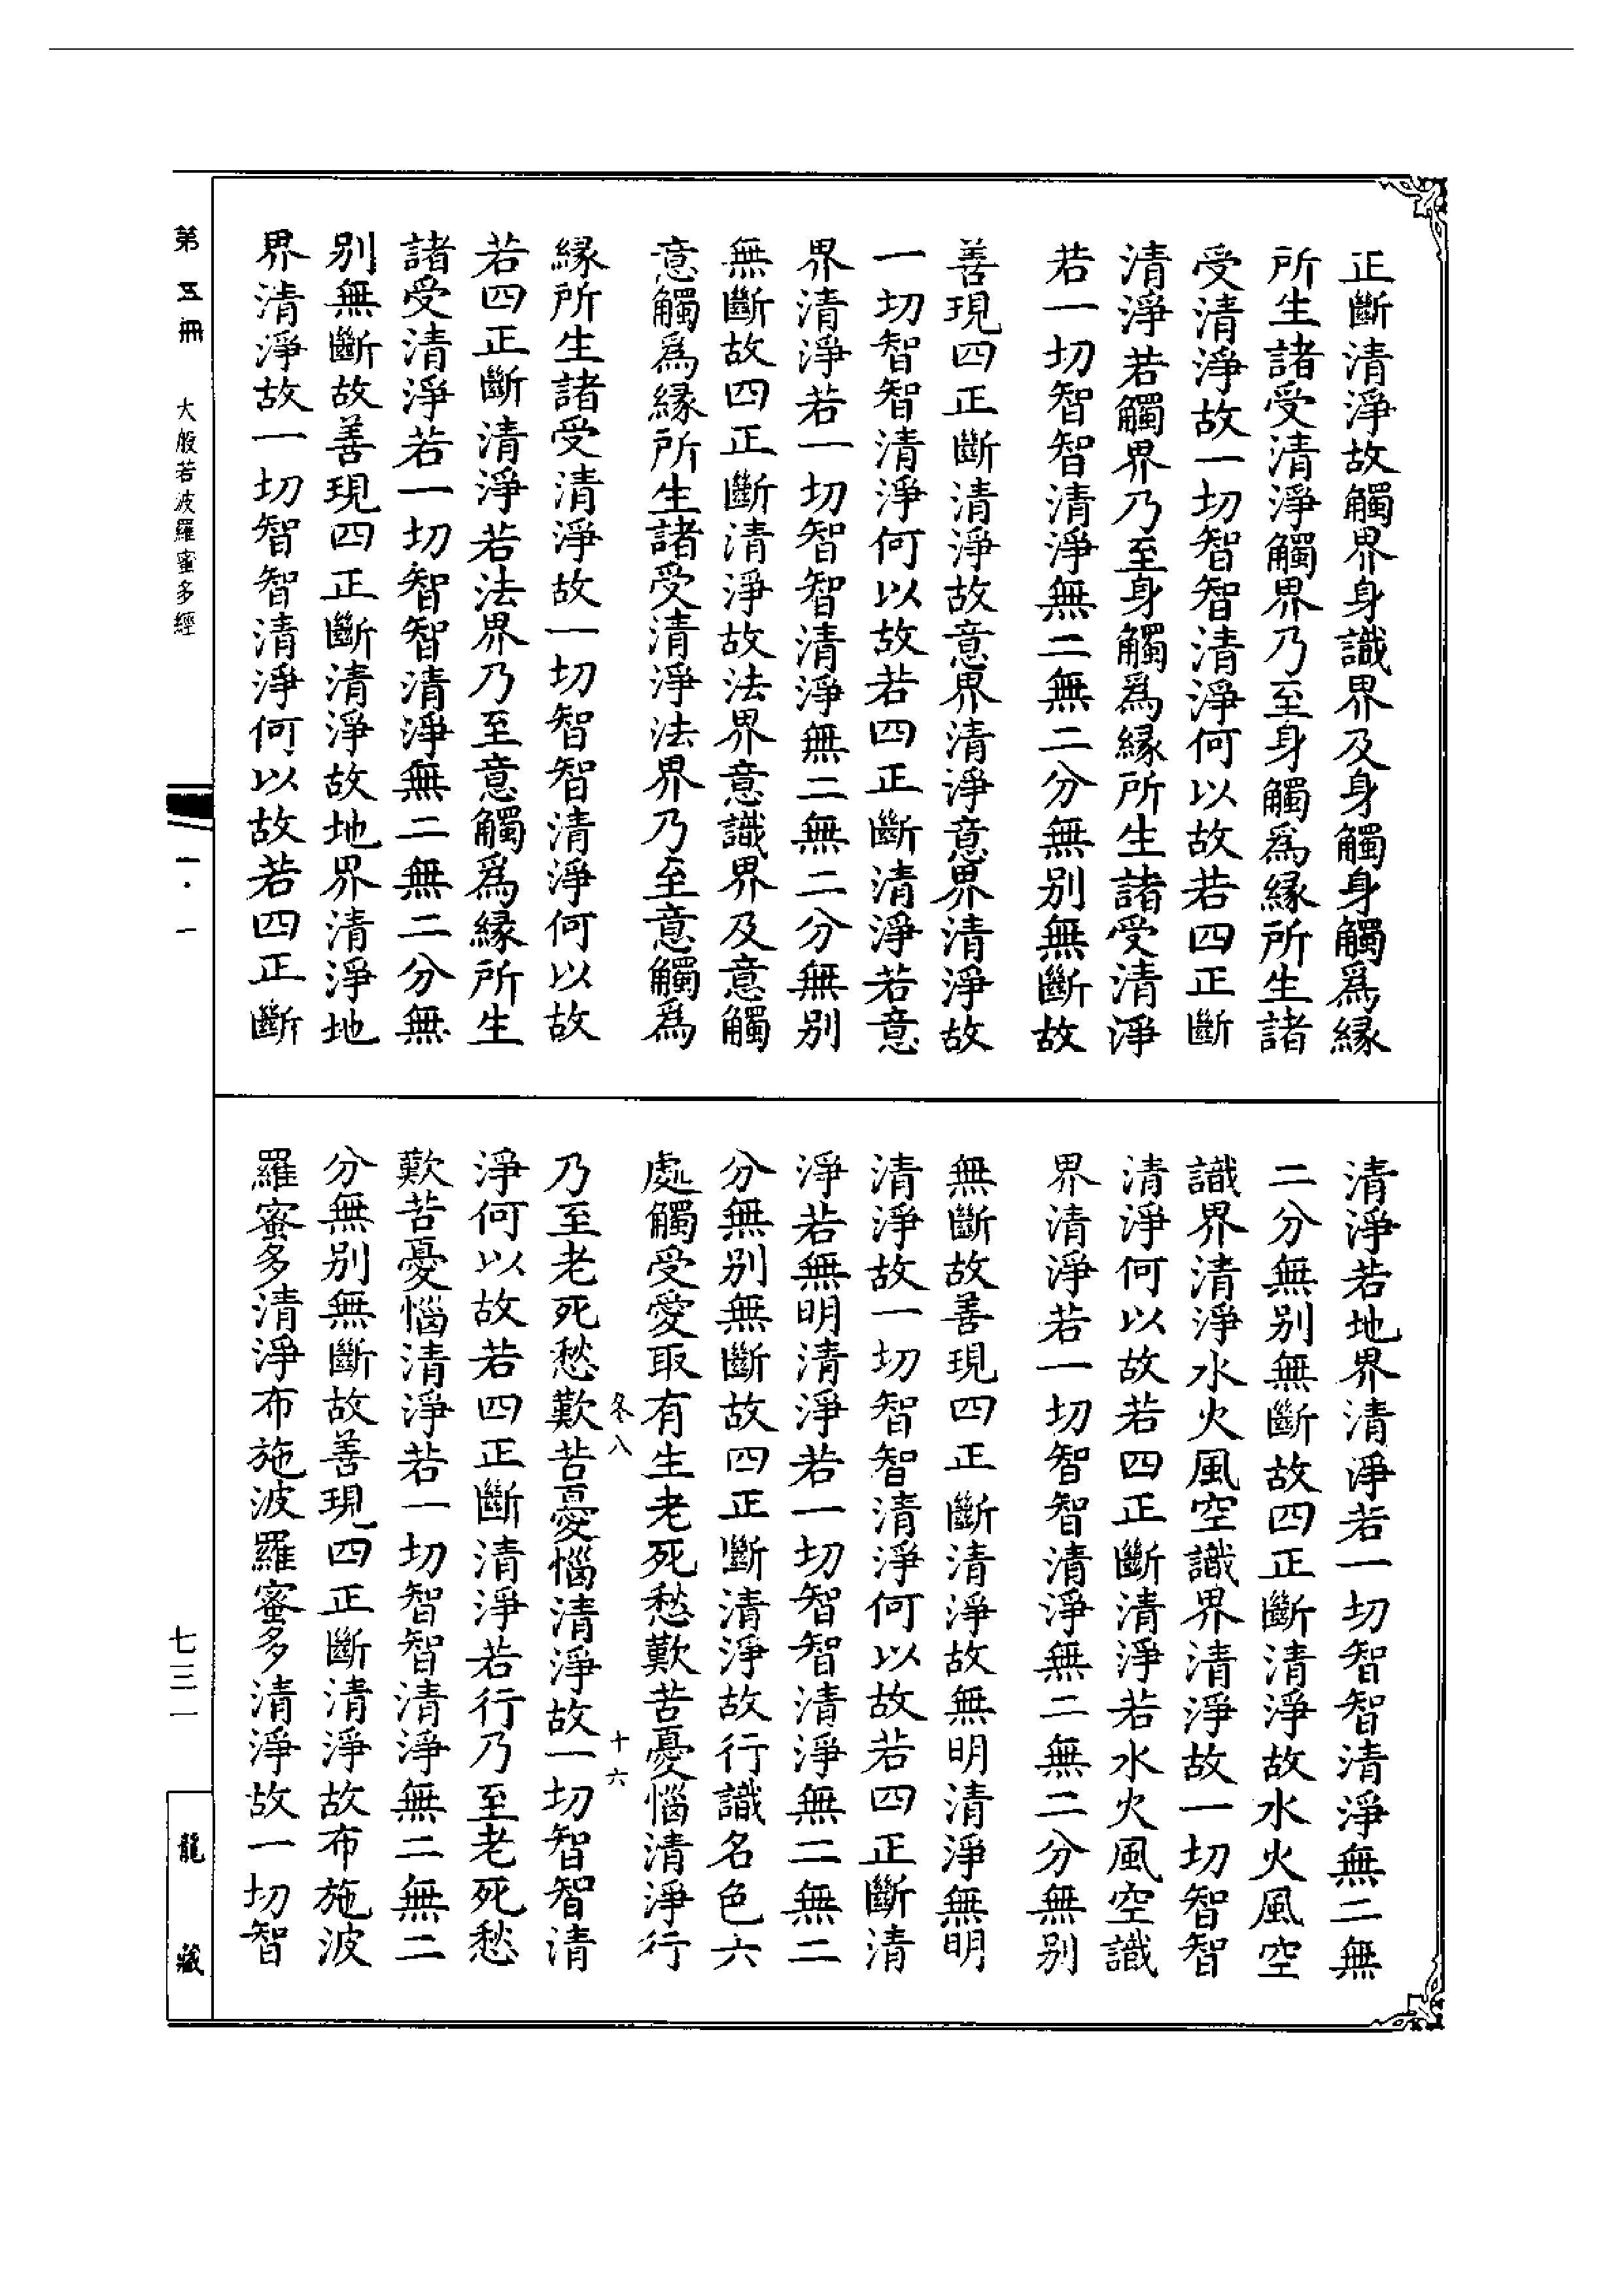 正斷清淨故觸界身識界及身觸身觸爲緣
所生諸受清淨觸界乃至身觸爲緣所生諸
受清淨故一切智智清淨何以故若四正斷
清淨若觸界乃至身觸爲緣所生諸受清淨
若一切智智清淨無二無二分無別無斷故
善現四正斷清淨故意界清淨意界清淨故
一切智智清淨何以故若四正斷清淨若意
界清淨若一切智智清淨無二無二分無別
無斷故四正斷清淨故法界意識界及意觸
意觸爲緣所生諸受清淨法界乃至意觸爲
緣所生諸受清淨故一切智智清淨何以故
若四正斷清淨若法界乃至意觸爲緣所生
諸受清淨若一切智智清淨無二無二分無
別無斷故善現四正斷清淨故地界清淨地
界清淨故一切智智清淨何以故若四正斷
清淨若地界清淨若一切智智清淨無二無
二分無別無斷故四正斷清淨故水火風空
識界清淨水火風空識界清淨故一切智智
清淨何以故若四正斷清淨若水火風空識
界清淨若一切智智清淨無二無二分無別
無斷故善現四正斷清淨故無明清淨無明
清淨故一切智智清淨何以故若四正斷清
淨若無明清淨若一切智智清淨無二無二
分無別無斷故四正斷清淨故行識名色六
處觸受愛取有生老死愁歎苦憂惱清淨行
冬八 十六
乃至老死愁歎苦憂惱清淨故一切智智清
淨何以故若四正斷清淨若行乃至老死愁
歎苦憂惱清淨若一切智智清淨無二無二
分無別無斷故善現四正斷清淨故布施波
羅蜜多清淨布施波羅蜜多清淨故一切智
第五冊 大般若波羅蜜多經 一·一 七三一 龍藏